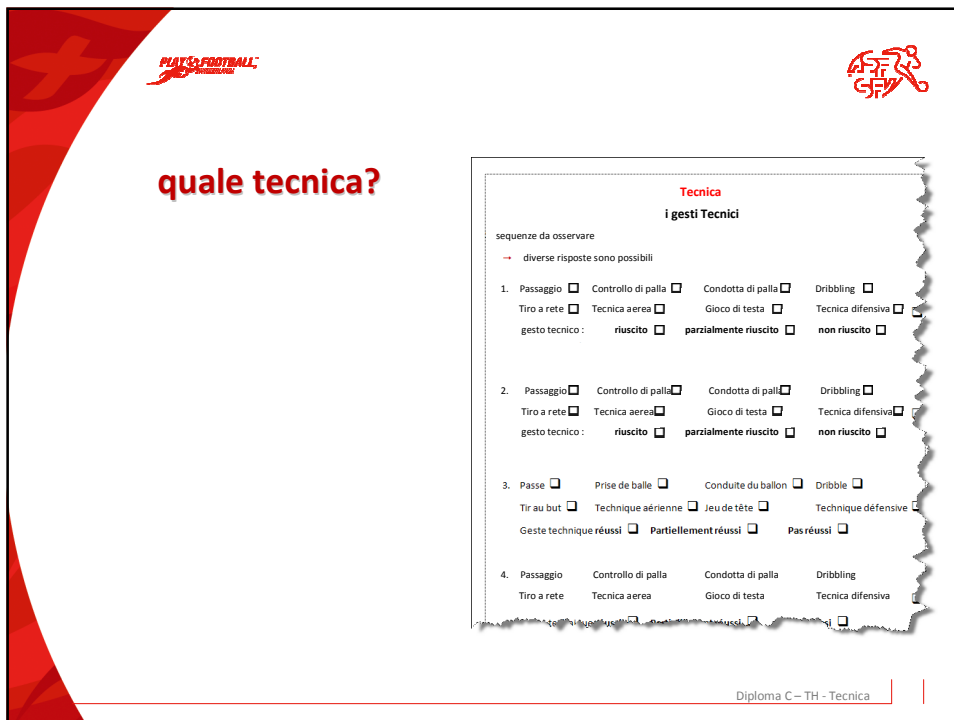 PLAY FOOTBALL
SWITZERLAND
ASF
SFV
quale tecnica?
Tecnica
i gesti Tecnici
sequenze da osservare
→ diverse risposte sono possibili
1. Passaggio ☐ Controllo di palla ☐ Condotta di palla ☐ Dribbling ☐
Tiro a rete ☐ Tecnica aerea ☐ Gioco di testa ☐ Tecnica difensiva ☐
gesto tecnico : riuscito ☐ parzialmente riuscito ☐ non riuscito ☐
2. Passaggio ☐ Controllo di palla ☐ Condotta di palla ☐ Dribbling ☐
Tiro a rete ☐ Tecnica aerea ☐ Gioco di testa ☐ Tecnica difensiva ☐
gesto tecnico : riuscito ☐ parzialmente riuscito ☐ non riuscito ☐
3. Passe ☐ Prise de balle ☐ Conduite du ballon ☐ Dribble ☐
Tir au but ☐ Technique aérienne ☐ Jeu de tête ☐ Technique défensive ☐
Geste technique réussi ☐ Partiellement réussi ☐ Pas réussi ☐
4. Passaggio Controllo di palla Condotta di palla Dribbling
Tiro a rete Tecnica aerea Gioco di testa Tecnica difensiva
Diploma C – TH - Tecnica